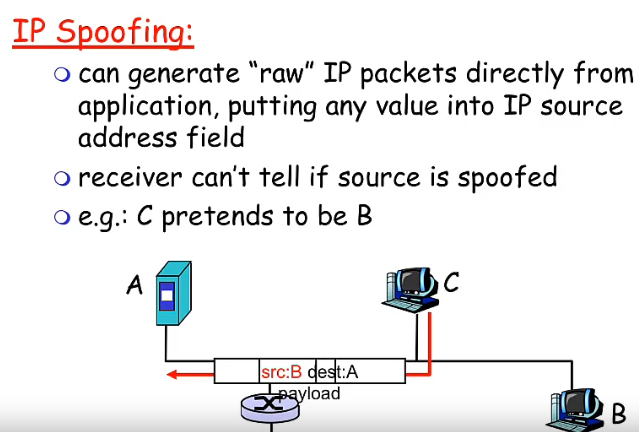 IP Spoofing:
can generate “raw” IP packets directly from
application, putting any value into IP source
address field
receiver can't tell if source is spoofed
e.g.: C pretends to be B
A
C
src:B dest:A
payload
B